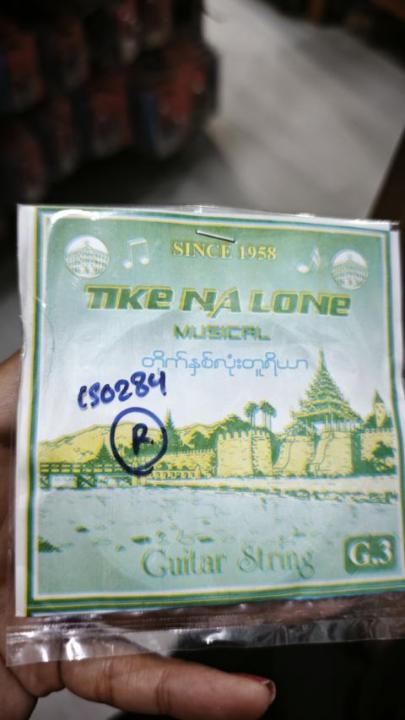 SINCE 1958
TIKE NA LONE
MUSICAL
တိုက်နှစ်လုံးတူရိယာ
CS0284
R
Guitar String
G.3